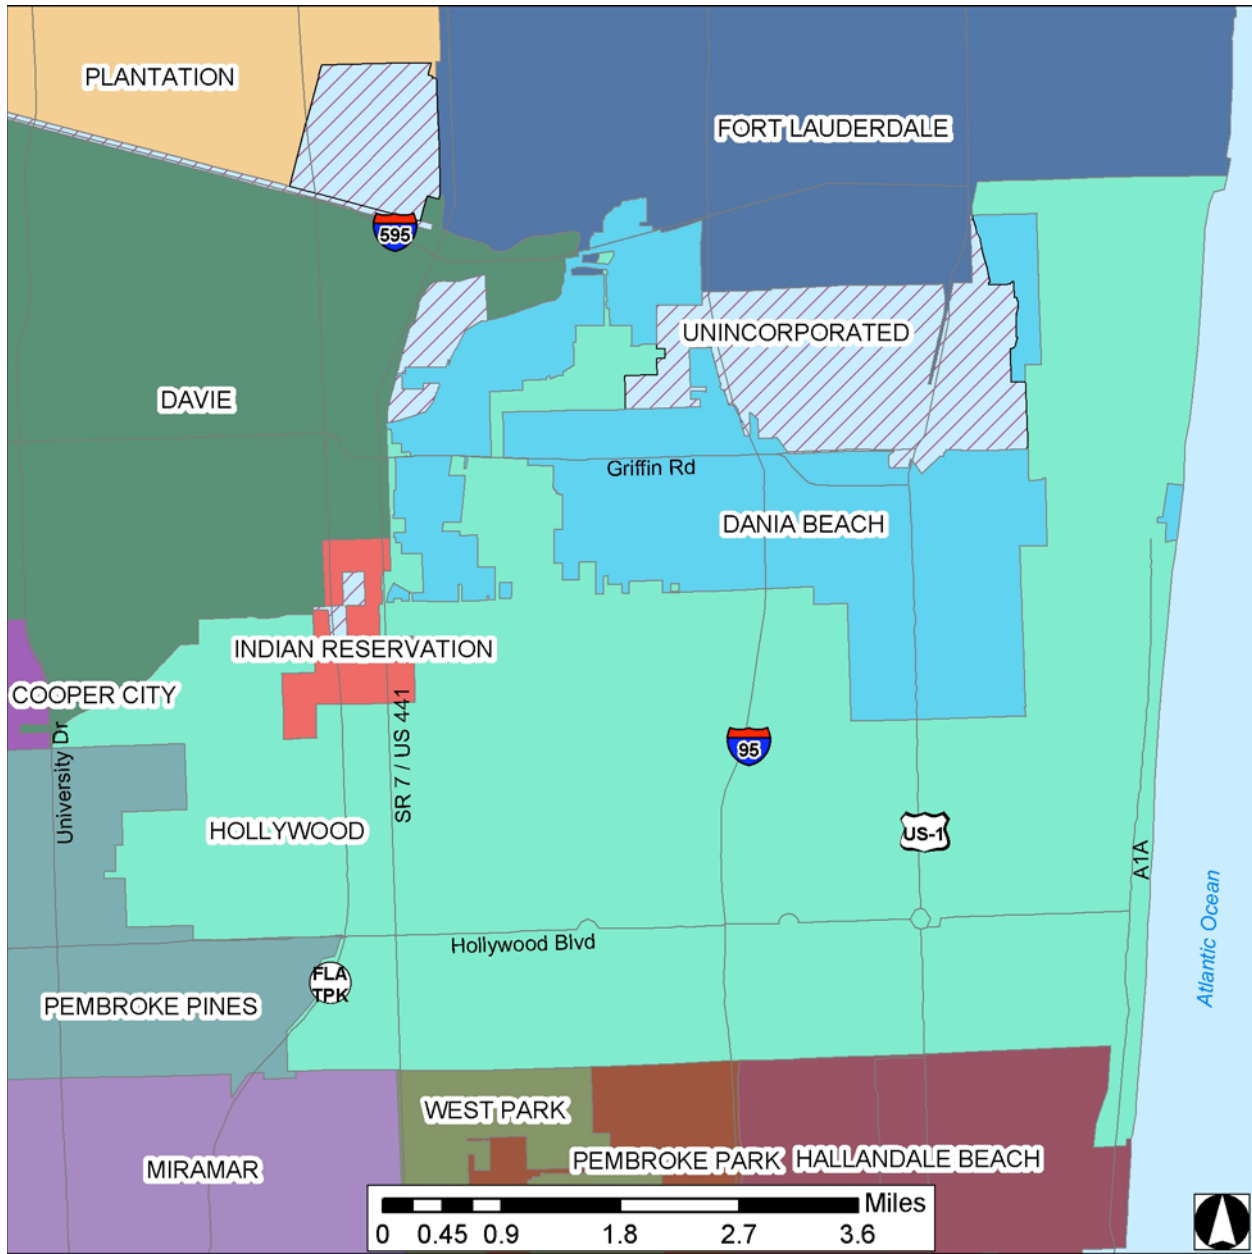 PLANTATION
FORT LAUDERDALE
595
UNINCORPORATED
DAVIE
Griffin Rd
DANIA BEACH
INDIAN RESERVATION
COOPER CITY
University Dr
SR 7 / US 441
95
HOLLYWOOD
US-1
A1A
Atlantic Ocean
Hollywood Blvd
FLA
TPK
PEMBROKE PINES
WEST PARK
MIRAMAR
PEMBROKE PARK
HALLANDALE BEACH
Miles
0 0.45 0.9 1.8 2.7 3.6